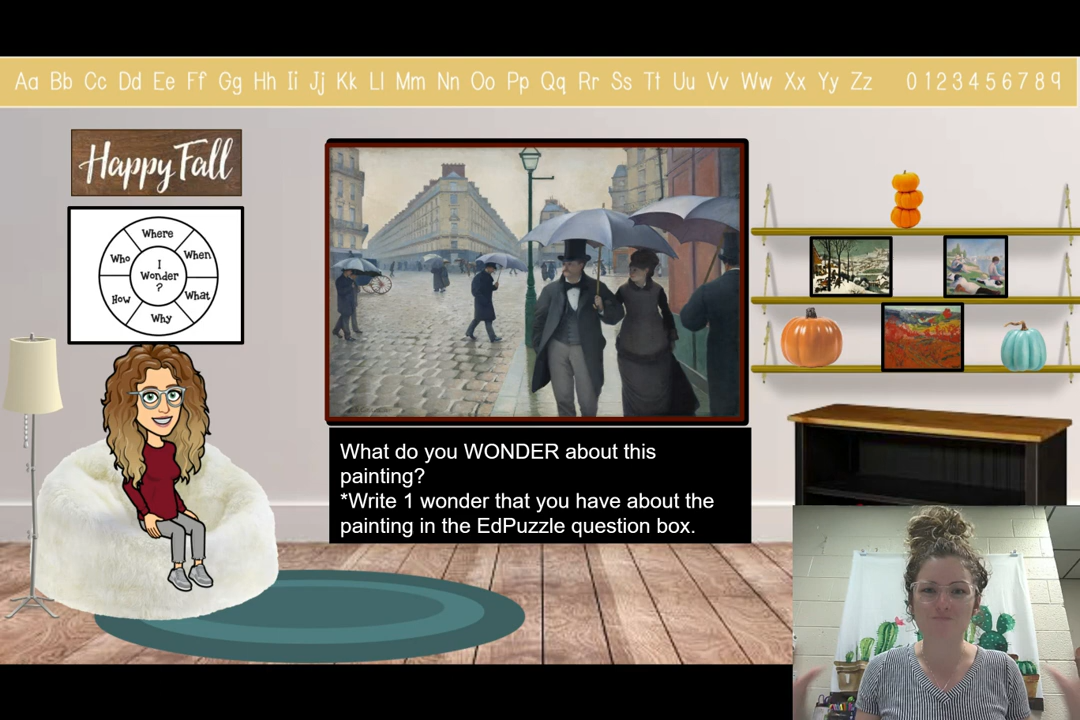 Aa Bb Cc Dd Ee Ff Gg Hh Ii Jj Kk Ll Mm Nn Oo Pp Qq Rr Ss Tt Uu Vv Ww Xx Yy Zz 0 1 2 3 4 5 6 7 8 9
Happy Fall
Where
When
What
Why
How
Who
I
Wonder
?
What do you WONDER about this
painting?
*Write 1 wonder that you have about the
painting in the EdPuzzle question box.